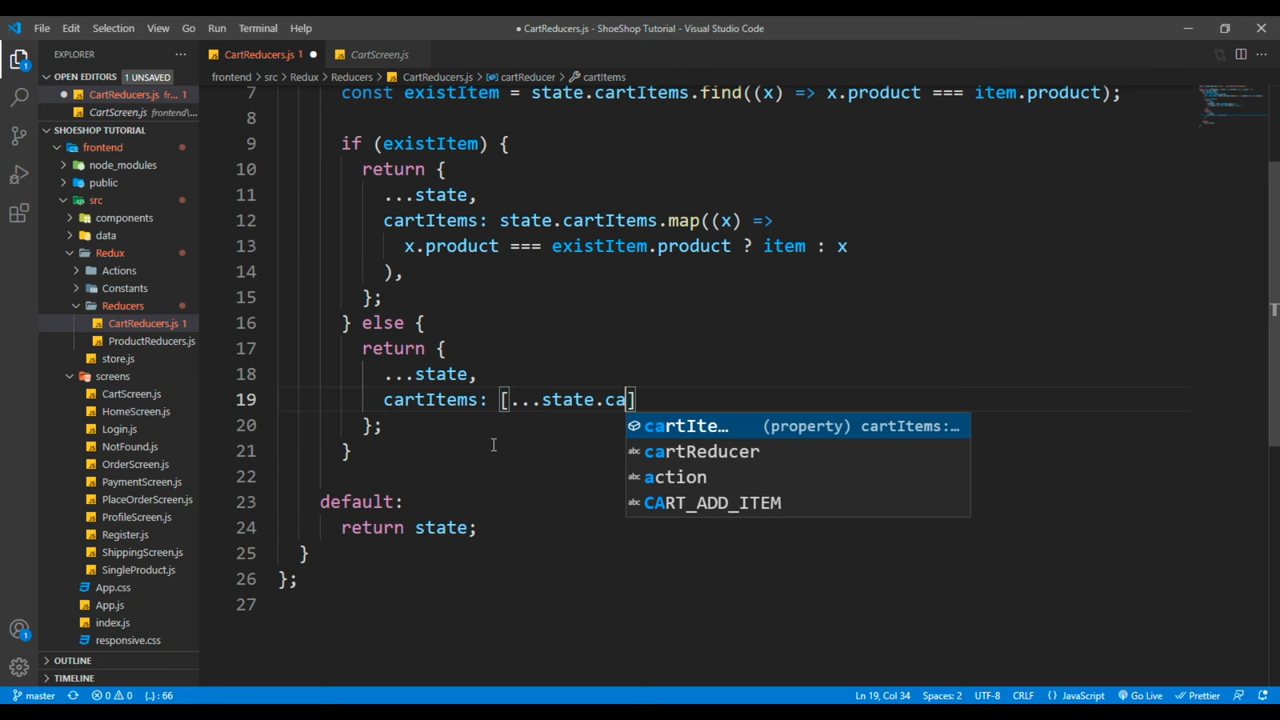 File Edit Selection View Go Run Terminal Help
● CartReducers.js - ShoeShop Tutorial - Visual Studio Code
EXPLORER
OPEN EDITORS 1 UNSAVED
CartReducers.js fr... 1
CartScreen.js frontend\...
SHOESHOP TUTORIAL
frontend
node_modules
public
src
components
data
Redux
Actions
Constants
Reducers
CartReducers.js 1
ProductReducers.js
store.js
screens
CartScreen.js
HomeScreen.js
Login.js
NotFound.js
OrderScreen.js
PaymentScreen.js
PlaceOrderScreen.js
ProfileScreen.js
Register.js
ShippingScreen.js
SingleProduct.js
App.css
App.js
index.js
responsive.css
OUTLINE
TIMELINE
CartReducers.js 1 ● CartScreen.js
frontend > src > Redux > Reducers > CartReducers.js > cartReducer > cartItems
7 const existItem = state.cartItems.find((x) => x.product === item.product);
8
9 if (existItem) {
10 return {
11 ...state,
12 cartItems: state.cartItems.map((x) =>
13 x.product === existItem.product ? item : x
14 ),
15 };
16 } else {
17 return {
18 ...state,
19 cartItems: [...state.ca]
20 };
21 }
22
23 default:
24 return state;
25 }
26 };
27
cartIte... (property) cartItems:...
cartReducer
action
CART_ADD_ITEM
master 0 0 {..} : 66
Ln 19, Col 34 Spaces: 2 UTF-8 CRLF {} JavaScript Go Live Prettier